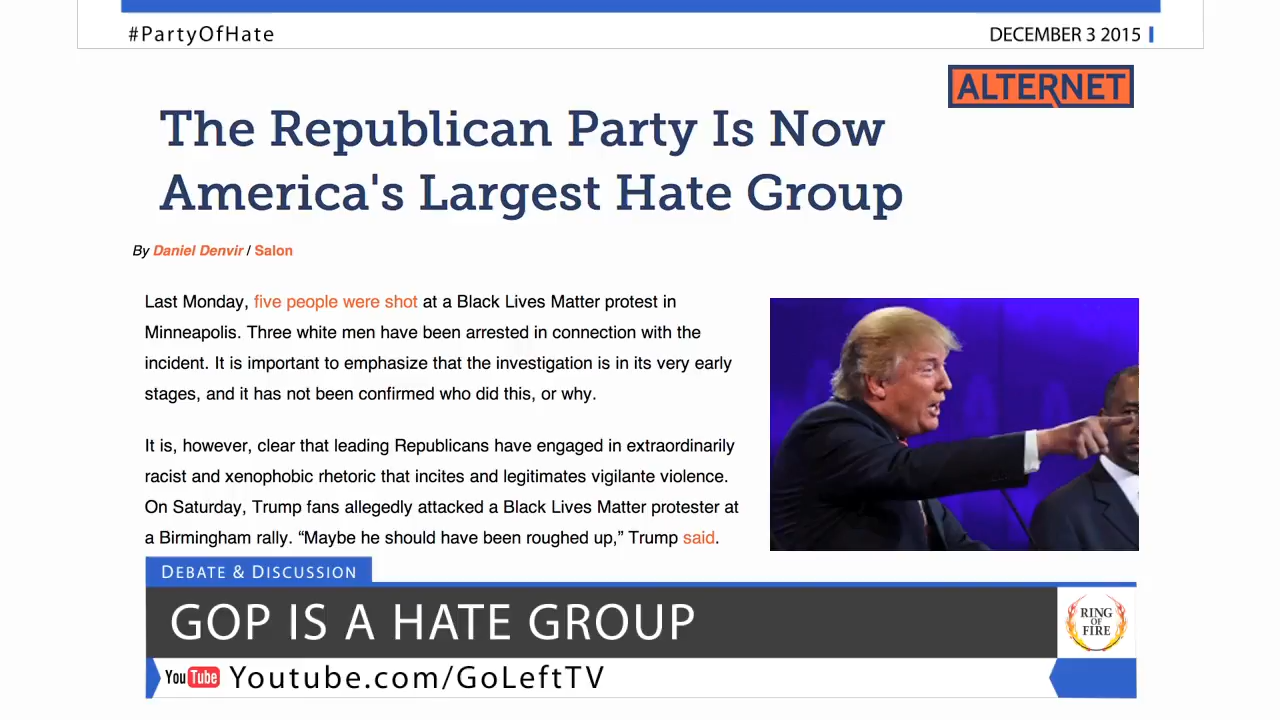 #PartyOfHate
DECEMBER 3 2015
ALTERNET
The Republican Party Is Now
America's Largest Hate Group
By Daniel Denvir / Salon
Last Monday, five people were shot at a Black Lives Matter protest in
Minneapolis. Three white men have been arrested in connection with the
incident. It is important to emphasize that the investigation is in its very early
stages, and it has not been confirmed who did this, or why.
It is, however, clear that leading Republicans have engaged in extraordinarily
racist and xenophobic rhetoric that incites and legitimates vigilante violence.
On Saturday, Trump fans allegedly attacked a Black Lives Matter protester at
a Birmingham rally. “Maybe he should have been roughed up,” Trump said.
DEBATE & DISCUSSION
GOP IS A HATE GROUP
RING
OF
FIRE
YouTube Youtube.com/GoLeftTV